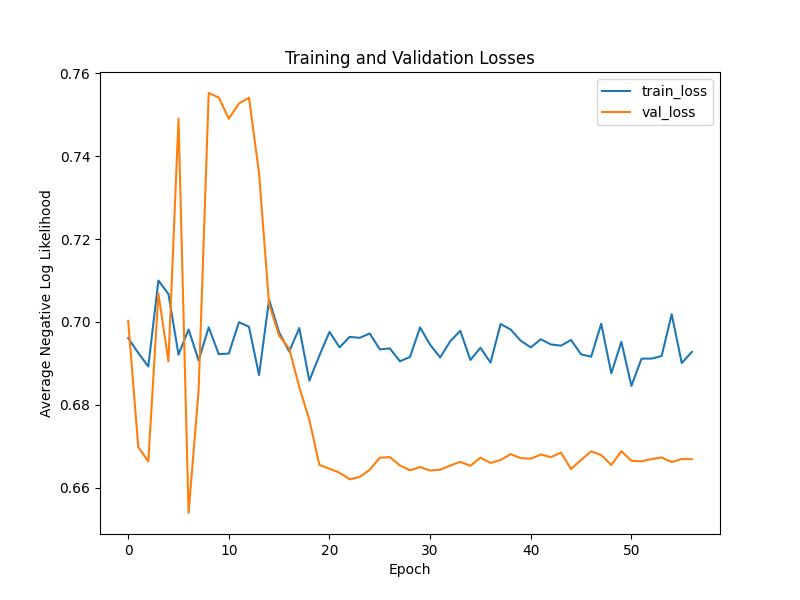 Training and Validation Losses
train_loss
val_loss
Average Negative Log Likelihood
0.76
0.74
0.72
0.70
0.68
0.66
0
10
20
30
40
50
Epoch